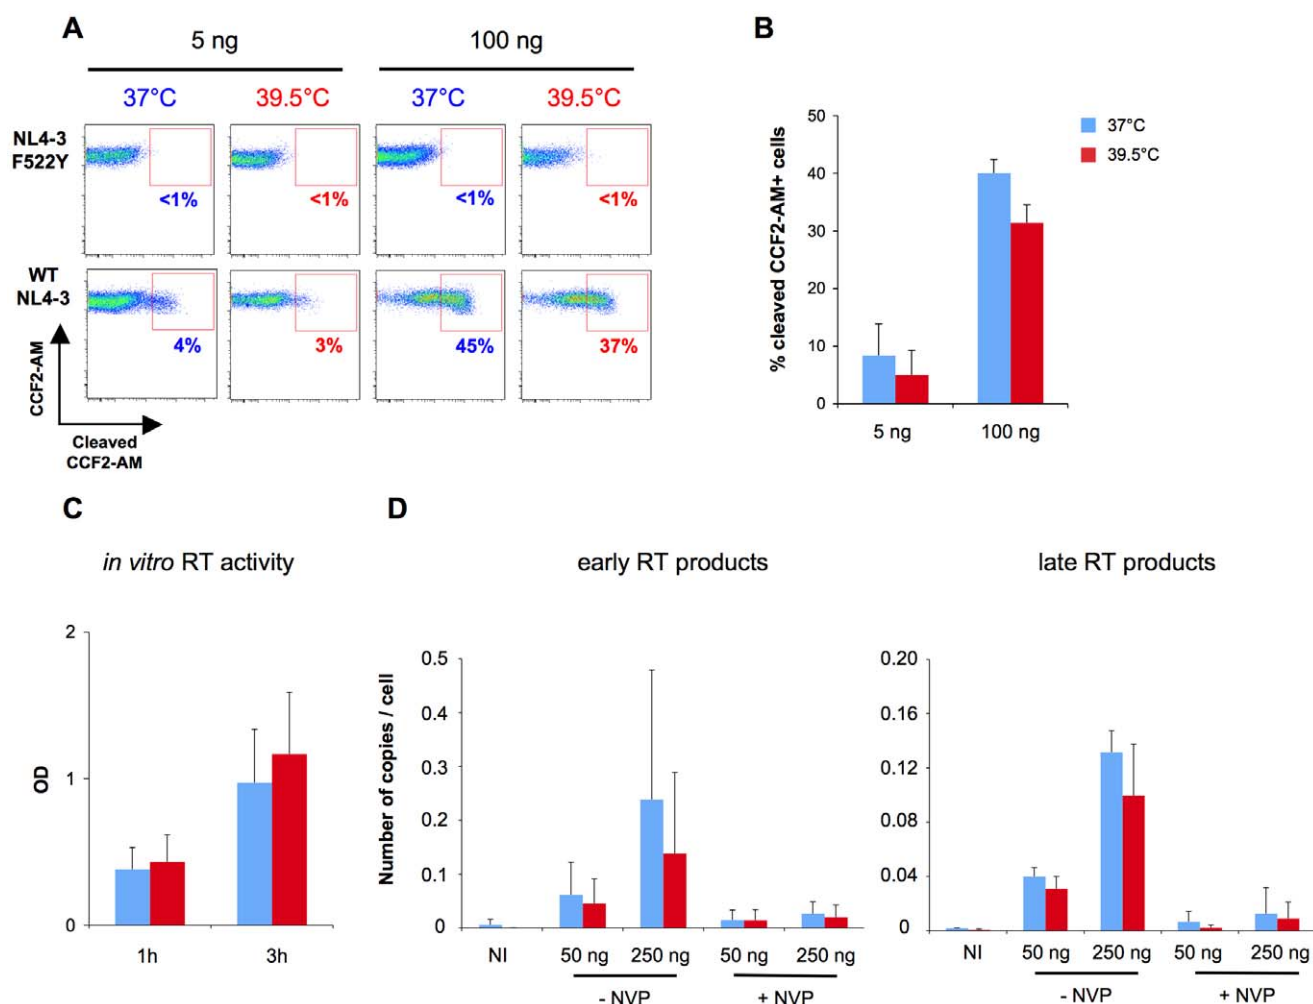 A
5 ng
100 ng
37°C
39.5°C
37°C
39.5°C
NL4-3
F522Y
<1%
<1%
<1%
<1%
WT
NL4-3
4%
3%
45%
37%
CCF2-AM
Cleaved
CCF2-AM
B
% cleaved CCF2-AM+ cells
50
40
30
20
10
0
5 ng
100 ng
37°C
39.5°C
C
in vitro RT activity
OD
2
1
0
1h
3h
D
early RT products
Number of copies / cell
0.5
0.4
0.3
0.2
0.1
0
NI
50 ng
250 ng
50 ng
250 ng
- NVP
+ NVP
late RT products
0.20
0.16
0.12
0.08
0.04
0
NI
50 ng
250 ng
50 ng
250 ng
- NVP
+ NVP